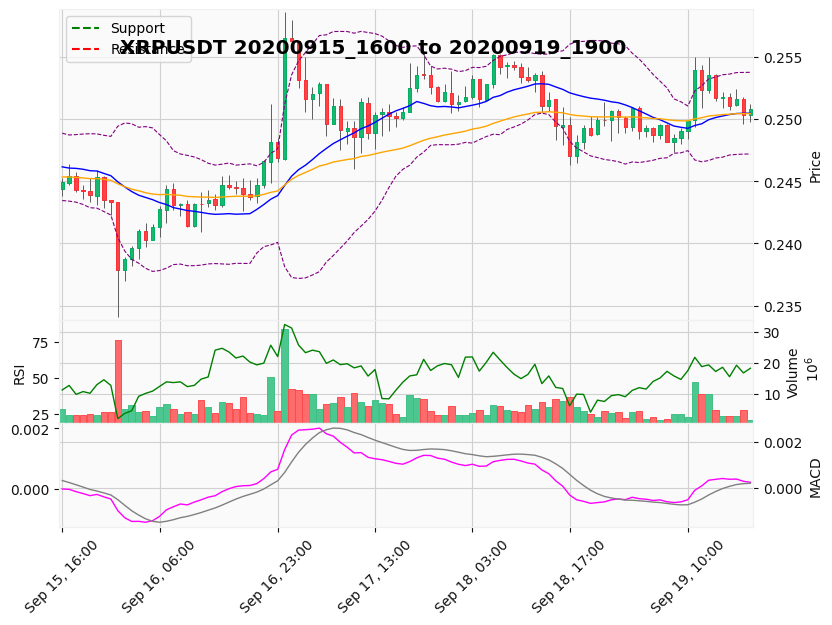 XRPUSDT 20200915_1600 to 20200919_1900
Support
Resistance
0.255
0.250
0.245
0.240
0.235
Price
75
50
25
RSI
30
20
10
Volume
10^6
0.002
0.000
0.002
0.000
MACD
Sep 15, 16:00
Sep 16, 06:00
Sep 16, 23:00
Sep 17, 13:00
Sep 18, 03:00
Sep 18, 17:00
Sep 19, 10:00